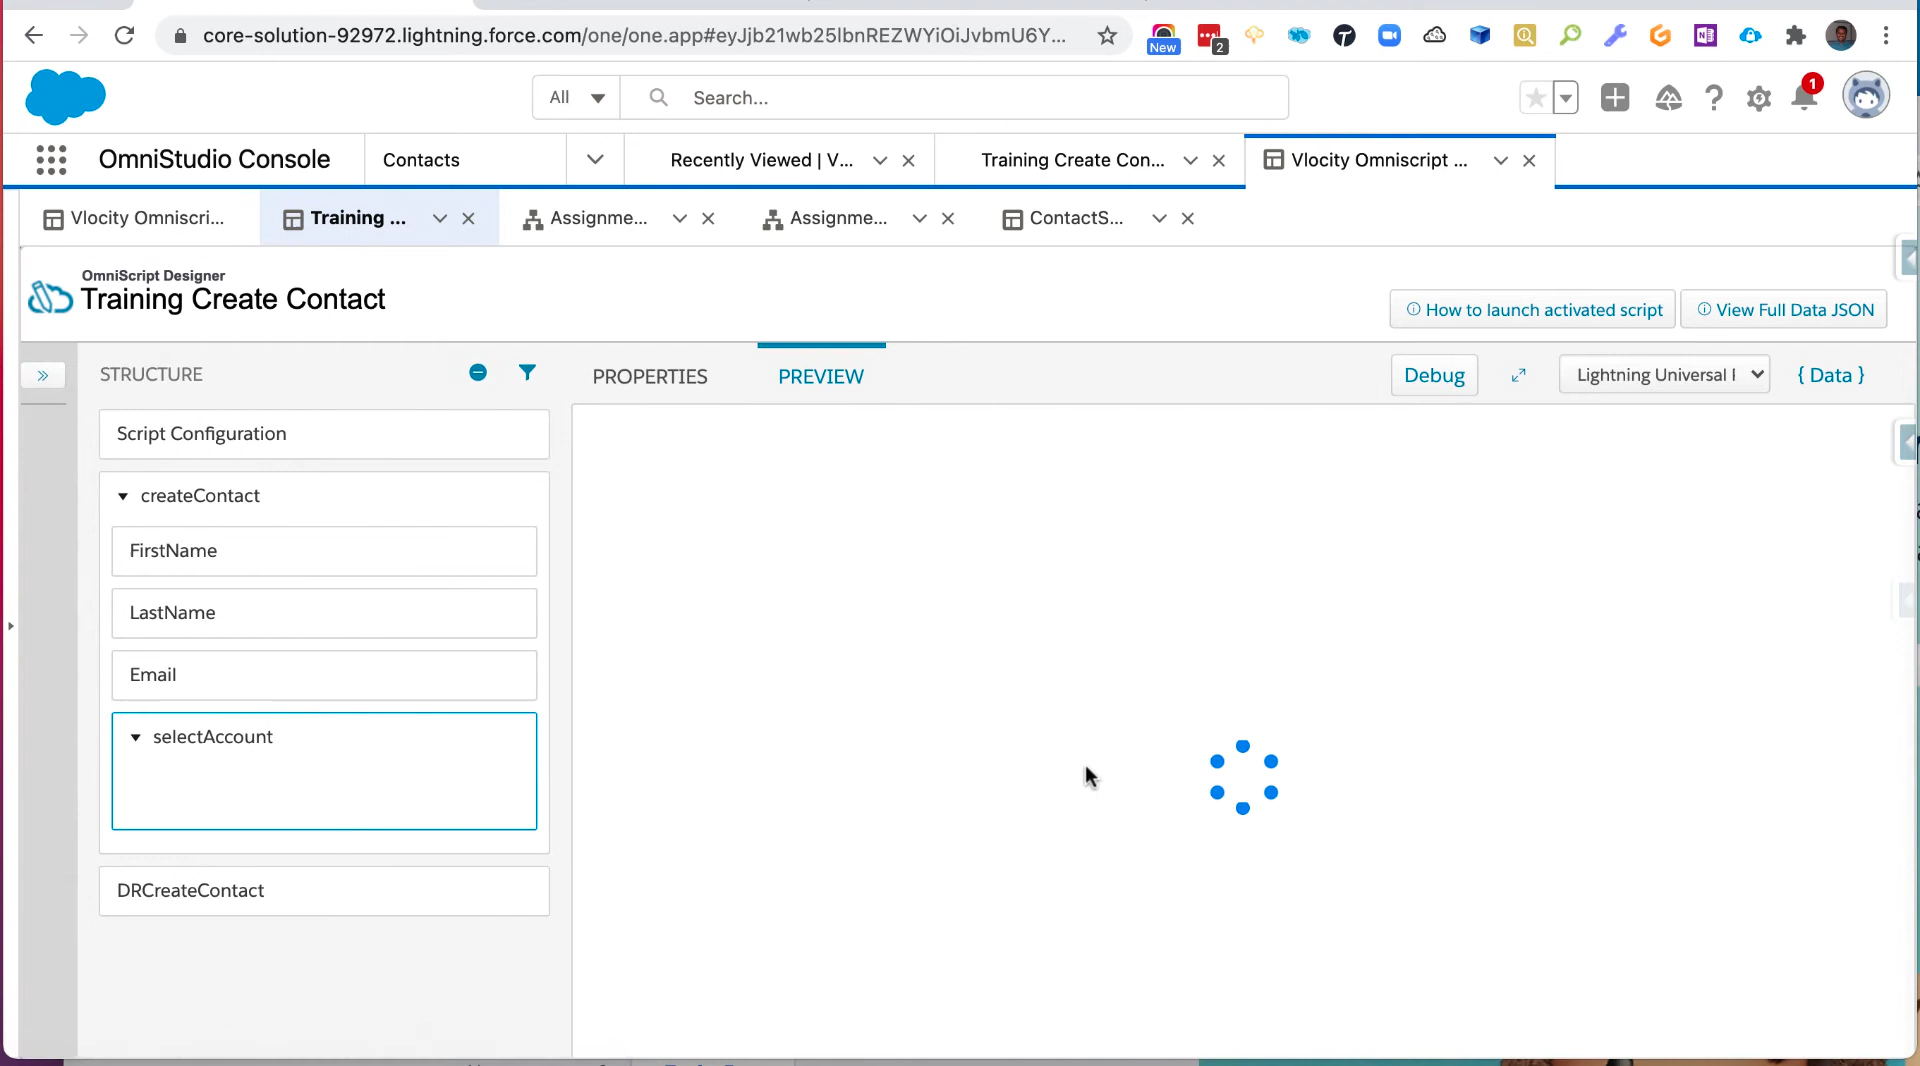 core-solution-92972.lightning.force.com/one/one.app#eyJjb21wb25lbnREZWYiOiJvbmU6Y...
New
2
All
Search...
1
OmniStudio Console
Contacts
Recently Viewed | V...
Training Create Con...
Vlocity Omniscript ...
Vlocity Omniscri...
Training ...
Assignme...
Assignme...
ContactS...
OmniScript Designer
Training Create Contact
How to launch activated script
View Full Data JSON
STRUCTURE
PROPERTIES
PREVIEW
Debug
Lightning Universal
{ Data }
Script Configuration
createContact
FirstName
LastName
Email
selectAccount
DRCreateContact